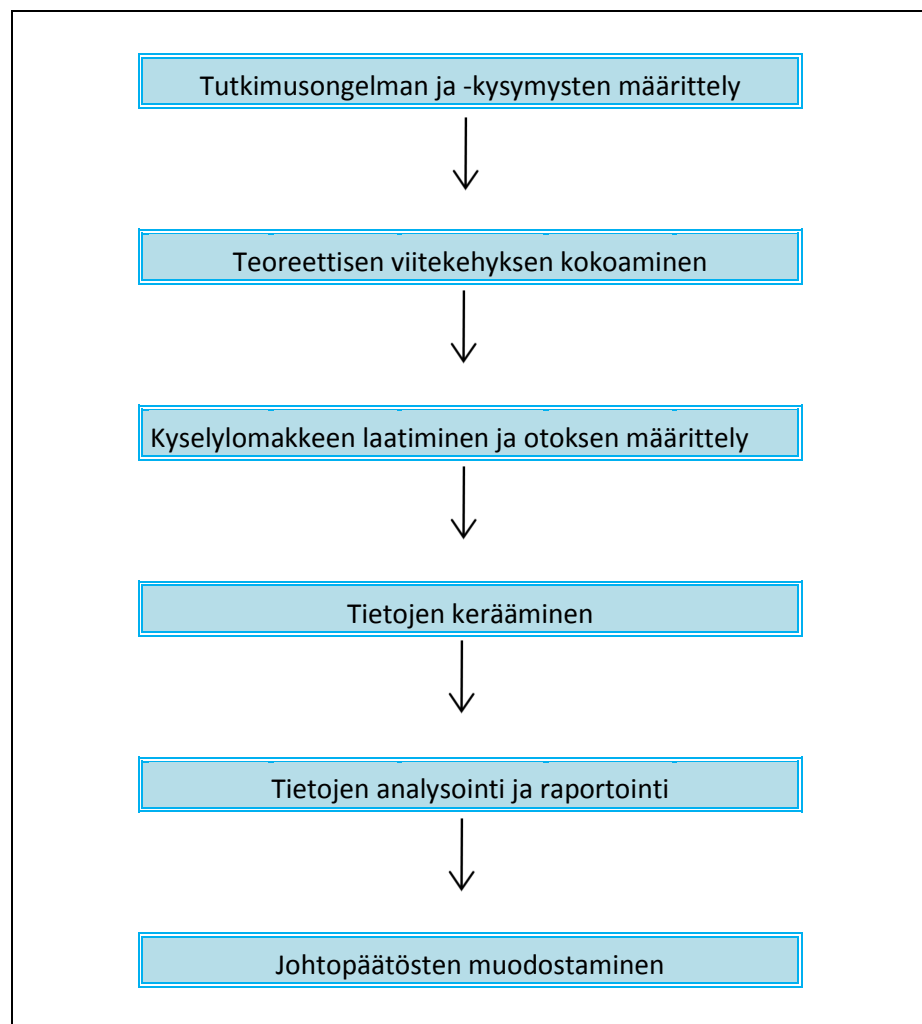 Tutkimusongelman ja -kysymysten määrittely
Teoreettisen viitekehyksen kokoaminen
Kyselylomakkeen laatiminen ja otoksen määrittely
Tietojen kerääminen
Tietojen analysointi ja raportointi
Johtopäätösten muodostaminen